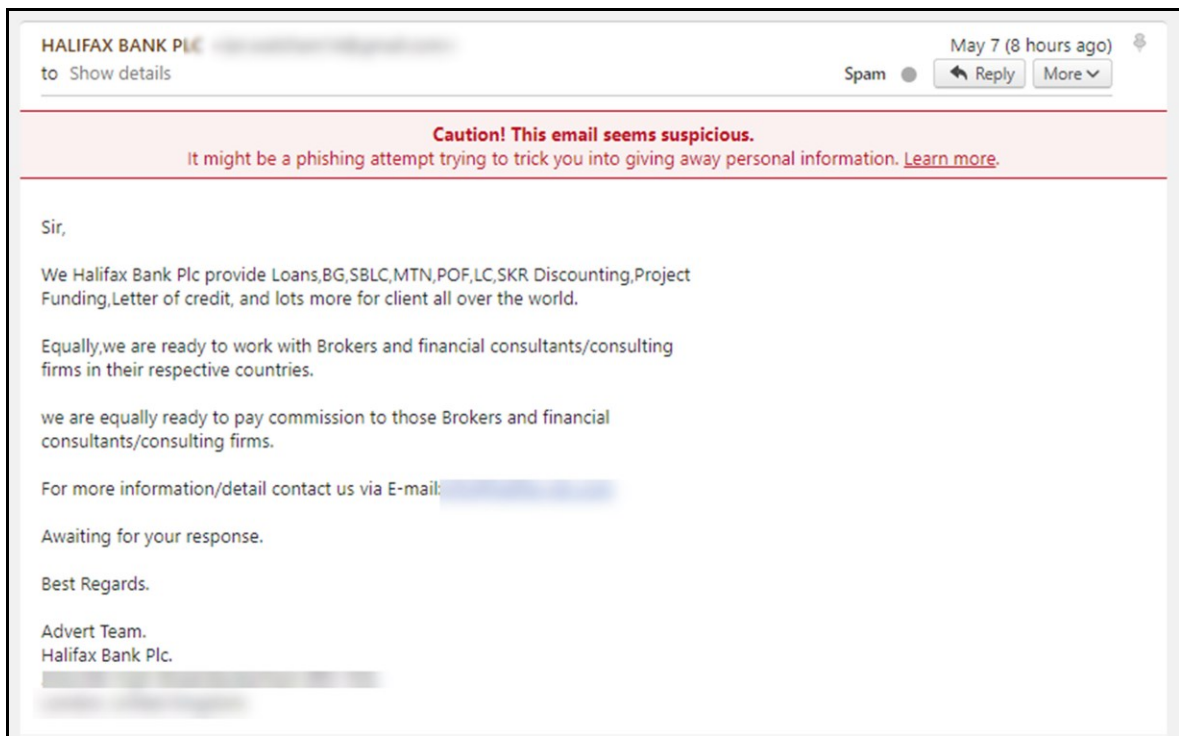 HALIFAX BANK PLC
May 7 (8 hours ago)
to Show details
Spam
Reply
More
Caution! This email seems suspicious.
It might be a phishing attempt trying to trick you into giving away personal information. Learn more.
Sir,
We Halifax Bank Plc provide Loans,BG,SBLC,MTN,POF,LC,SKR Discounting,Project
Funding,Letter of credit, and lots more for client all over the world.
Equally,we are ready to work with Brokers and financial consultants/consulting
firms in their respective countries.
we are equally ready to pay commission to those Brokers and financial
consultants/consulting firms.
For more information/detail contact us via E-mail:
Awaiting for your response.
Best Regards.
Advert Team.
Halifax Bank Plc.